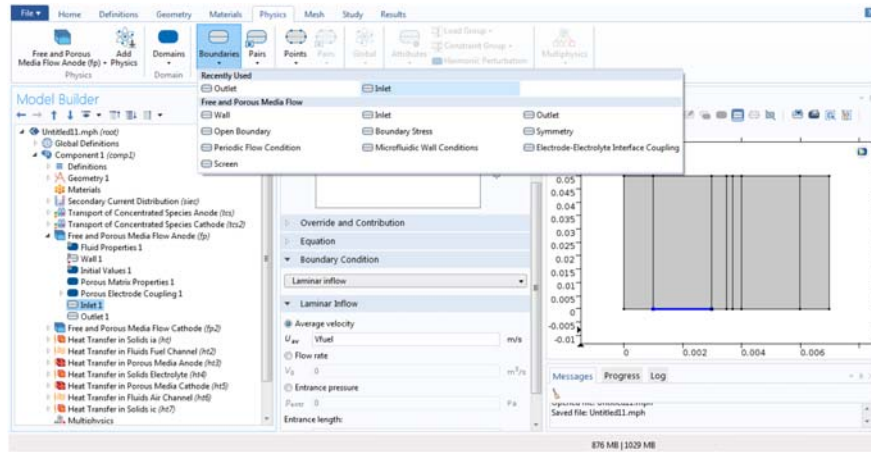 File Home Definitions Geometry Materials Physics Mesh Study Results
Free and Porous Media Flow Anode (fp)
Add Physics
Domains
Boundaries
Pairs
Points
Pairs
Global
Attributes
Load Group
Constraint Group
Harmonic Perturbation
Multiphysics
Physics
Domain
Recently Used
Outlet Inlet
Free and Porous Media Flow
Wall Inlet Outlet
Open Boundary Boundary Stress Symmetry
Periodic Flow Condition Microfluidic Wall Conditions Electrode-Electrolyte Interface Coupling
Screen
Model Builder
Untitled11.mph (root)
Global Definitions
Component 1 (comp1)
Definitions
Geometry 1
Materials
Secondary Current Distribution (siec)
Transport of Concentrated Species Anode (tcs)
Transport of Concentrated Species Cathode (tcs2)
Free and Porous Media Flow Anode (fp)
Fluid Properties 1
Wall 1
Initial Values 1
Porous Matrix Properties 1
Porous Electrode Coupling 1
Inlet 1
Outlet 1
Free and Porous Media Flow Cathode (fp2)
Heat Transfer in Solids ia (ht)
Heat Transfer in Fluids Fuel Channel (ht2)
Heat Transfer in Porous Media Anode (ht3)
Heat Transfer in Solids Electrolyte (ht4)
Heat Transfer in Porous Media Cathode (ht5)
Heat Transfer in Fluids Air Channel (ht6)
Heat Transfer in Solids ic (ht7)
Multiphysics
Override and Contribution
Equation
Boundary Condition
Laminar inflow
Laminar Inflow
Average velocity
Uav Vfuel m/s
Flow rate
V0 0 m³/s
Entrance pressure
Pentr 0 Pa
Entrance length:
0.05
0.045
0.04
0.035
0.03
0.025
0.02
0.015
0.01
0.005
0
-0.005
-0.01
0 0.002 0.004 0.006
Messages Progress Log
Opened file: Untitled11.mph
Saved file: Untitled11.mph
876 MB | 1029 MB